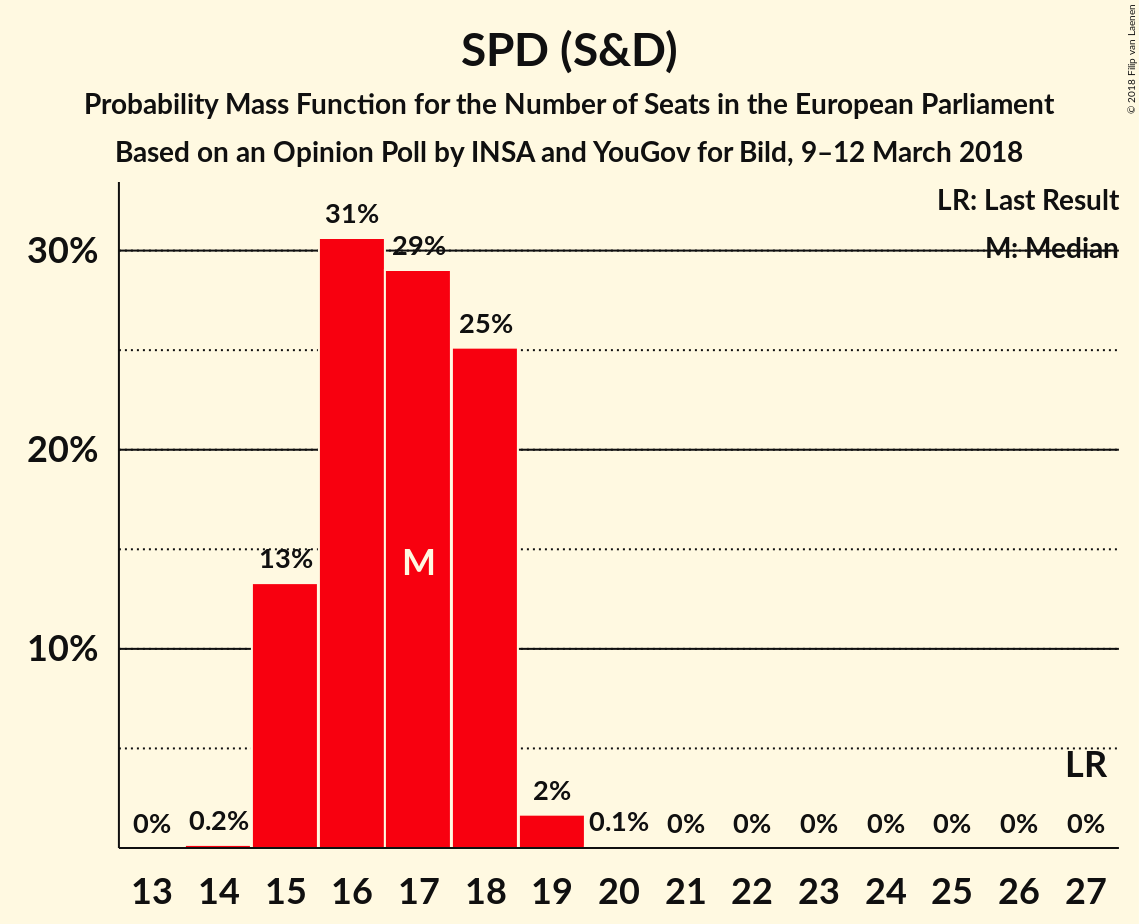 SPD (S&D)
Probability Mass Function for the Number of Seats in the European Parliament
Based on an Opinion Poll by INSA and YouGov for Bild, 9–12 March 2018
© 2018 Filip van Laenen
LR: Last Result
M: Median
30%
20%
10%
0%
0.2%
13%
31%
29%
25%
2%
0.1%
0%
0%
0%
0%
0%
0%
0%
M
LR
13 14 15 16 17 18 19 20 21 22 23 24 25 26 27